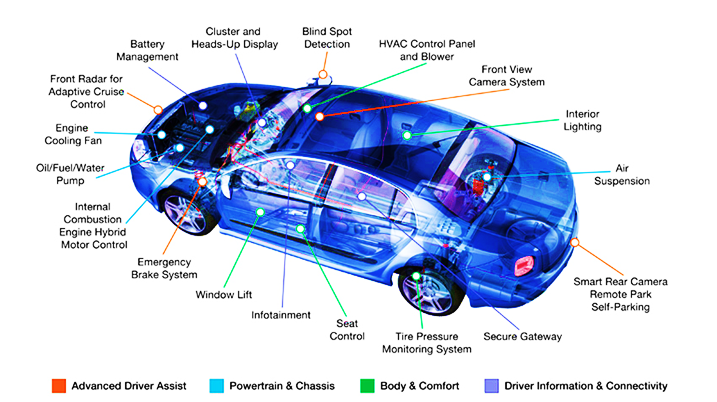 Cluster and
Heads-Up Display
Blind Spot
Detection
Battery
Management
HVAC Control Panel
and Blower
Front View
Camera System
Front Radar for
Adaptive Cruise
Control
Interior
Lighting
Engine
Cooling Fan
Oil/Fuel/Water
Pump
Air
Suspension
Internal
Combustion
Engine Hybrid
Motor Control
Emergency
Brake System
Smart Rear Camera
Remote Park
Self-Parking
Window Lift
Infotainment
Seat
Control
Tire Pressure
Monitoring System
Secure Gateway
Advanced Driver Assist
Powertrain & Chassis
Body & Comfort
Driver Information & Connectivity